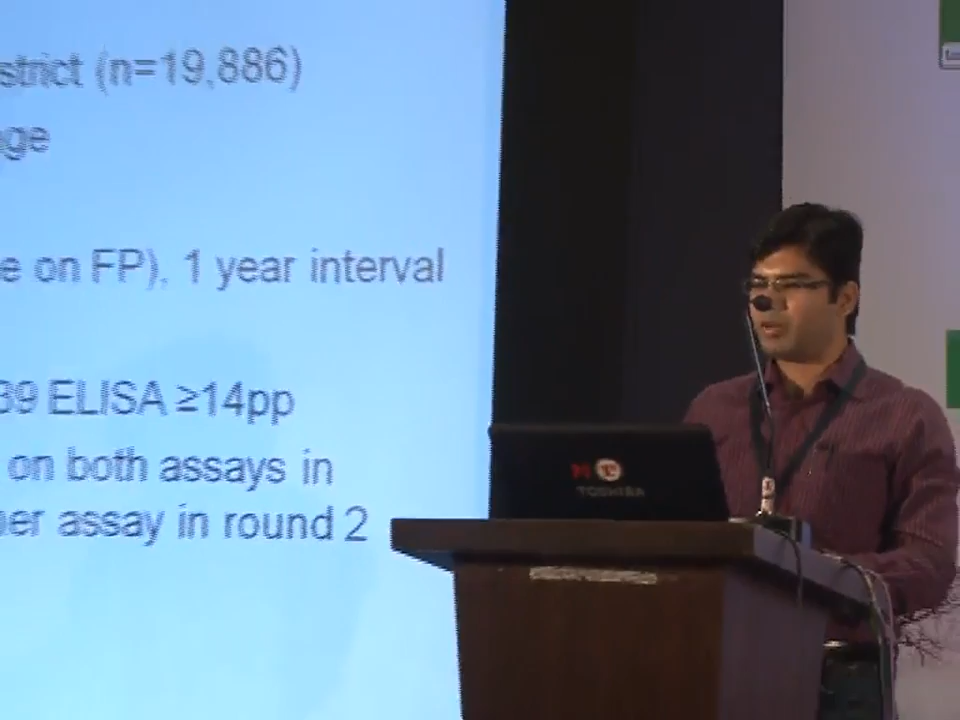 strict (n=19,886)
age
e on FP), 1 year interval
39 ELISA ≥14pp
on both assays in
her assay in round 2
TOSHIBA